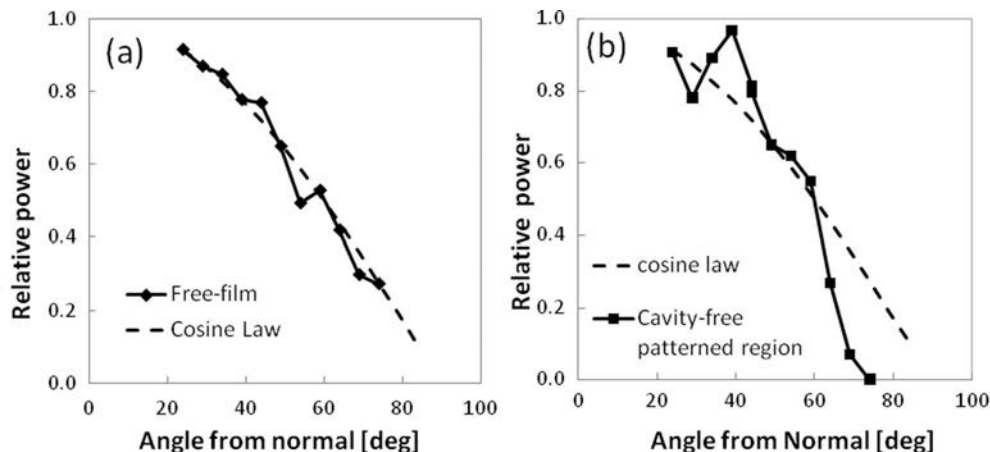 (a)
Relative power
1.0
0.8
0.6
0.4
0.2
0.0
0 20 40 60 80 100
Angle from normal [deg]
Free-film
Cosine Law
(b)
Relative power
1.0
0.8
0.6
0.4
0.2
0.0
0 20 40 60 80 100
Angle from Normal [deg]
cosine law
Cavity-free
patterned region